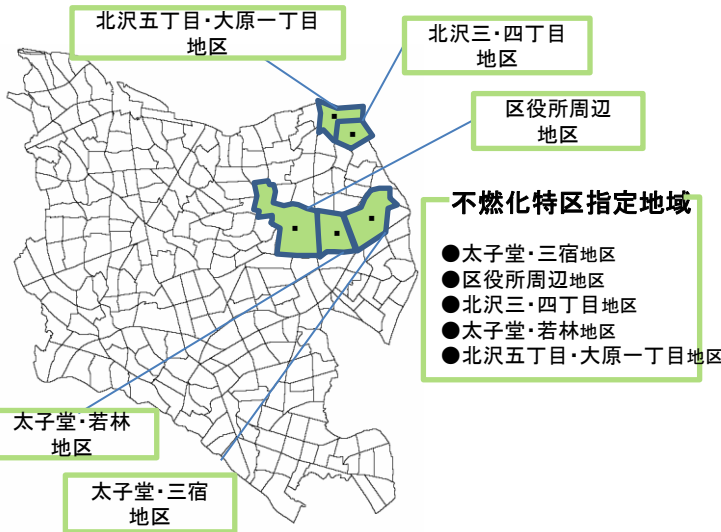 北沢五丁目・大原一丁目
地区
北沢三・四丁目
地区
区役所周辺
地区
不燃化特区指定地域
●太子堂・三宿地区
●区役所周辺地区
●北沢三・四丁目地区
●太子堂・若林地区
●北沢五丁目・大原一丁目地区
太子堂・若林
地区
太子堂・三宿
地区